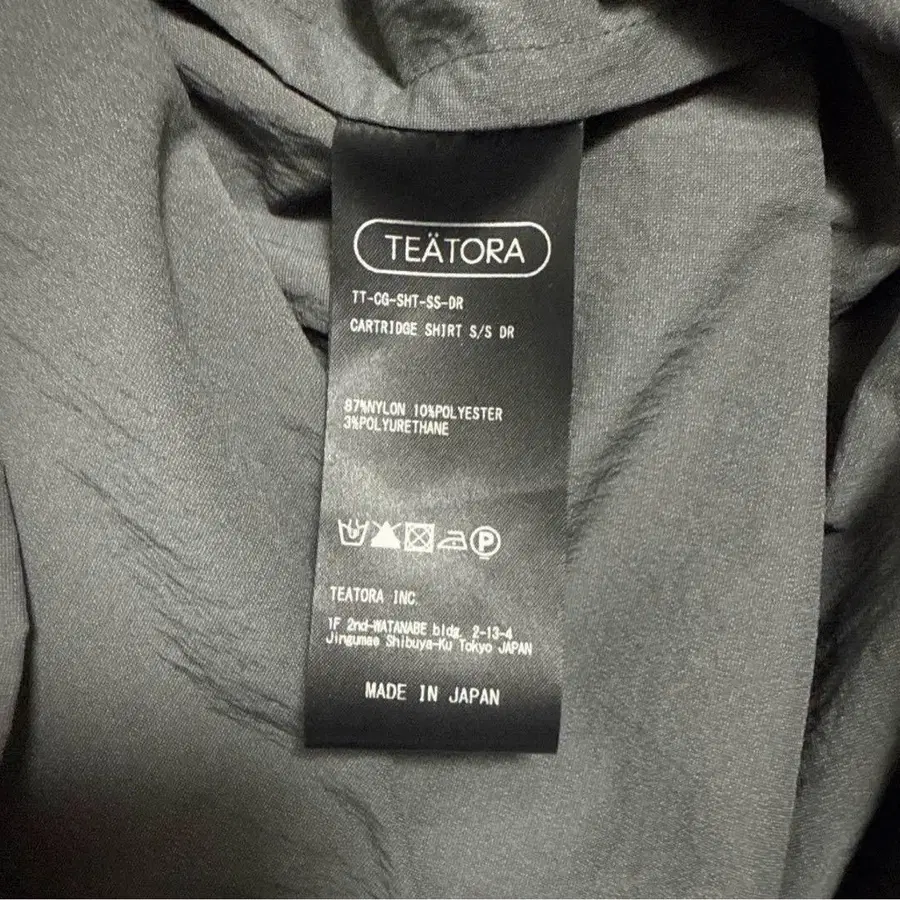 TEÄTORA
TT-CG-SHT-SS-DR
CARTRIDGE SHIRT S/S DR
87%NYLON 10%POLYESTER
3%POLYURETHANE
P
TEATORA INC.
1F 2nd-WATANABE bldg. 2-13-4
Jingumae Shibuya-Ku Tokyo JAPAN
MADE IN JAPAN